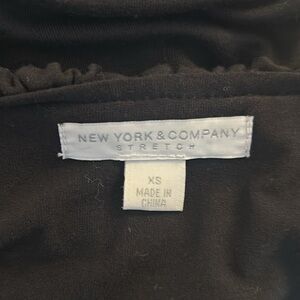 NEW YORK & COMPANY
STRETCH
XS
MADE IN
CHINA